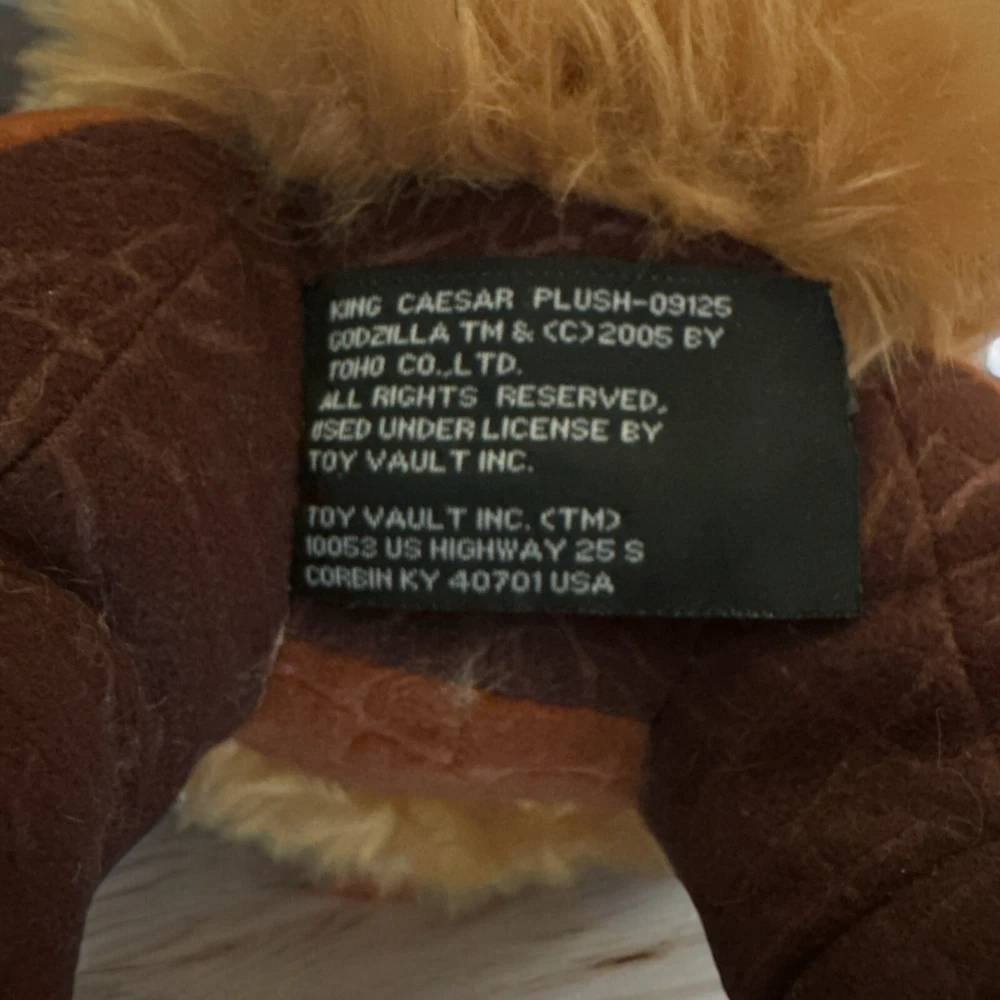 KING CAESAR PLUSH-09125
GODZILLA TM & (C)2005 BY
TOHO CO.,LTD.
ALL RIGHTS RESERVED.
USED UNDER LICENSE BY
TOY VAULT INC.
TOY VAULT INC. (TM)
10053 US HIGHWAY 25 S
CORBIN KY 40701 USA